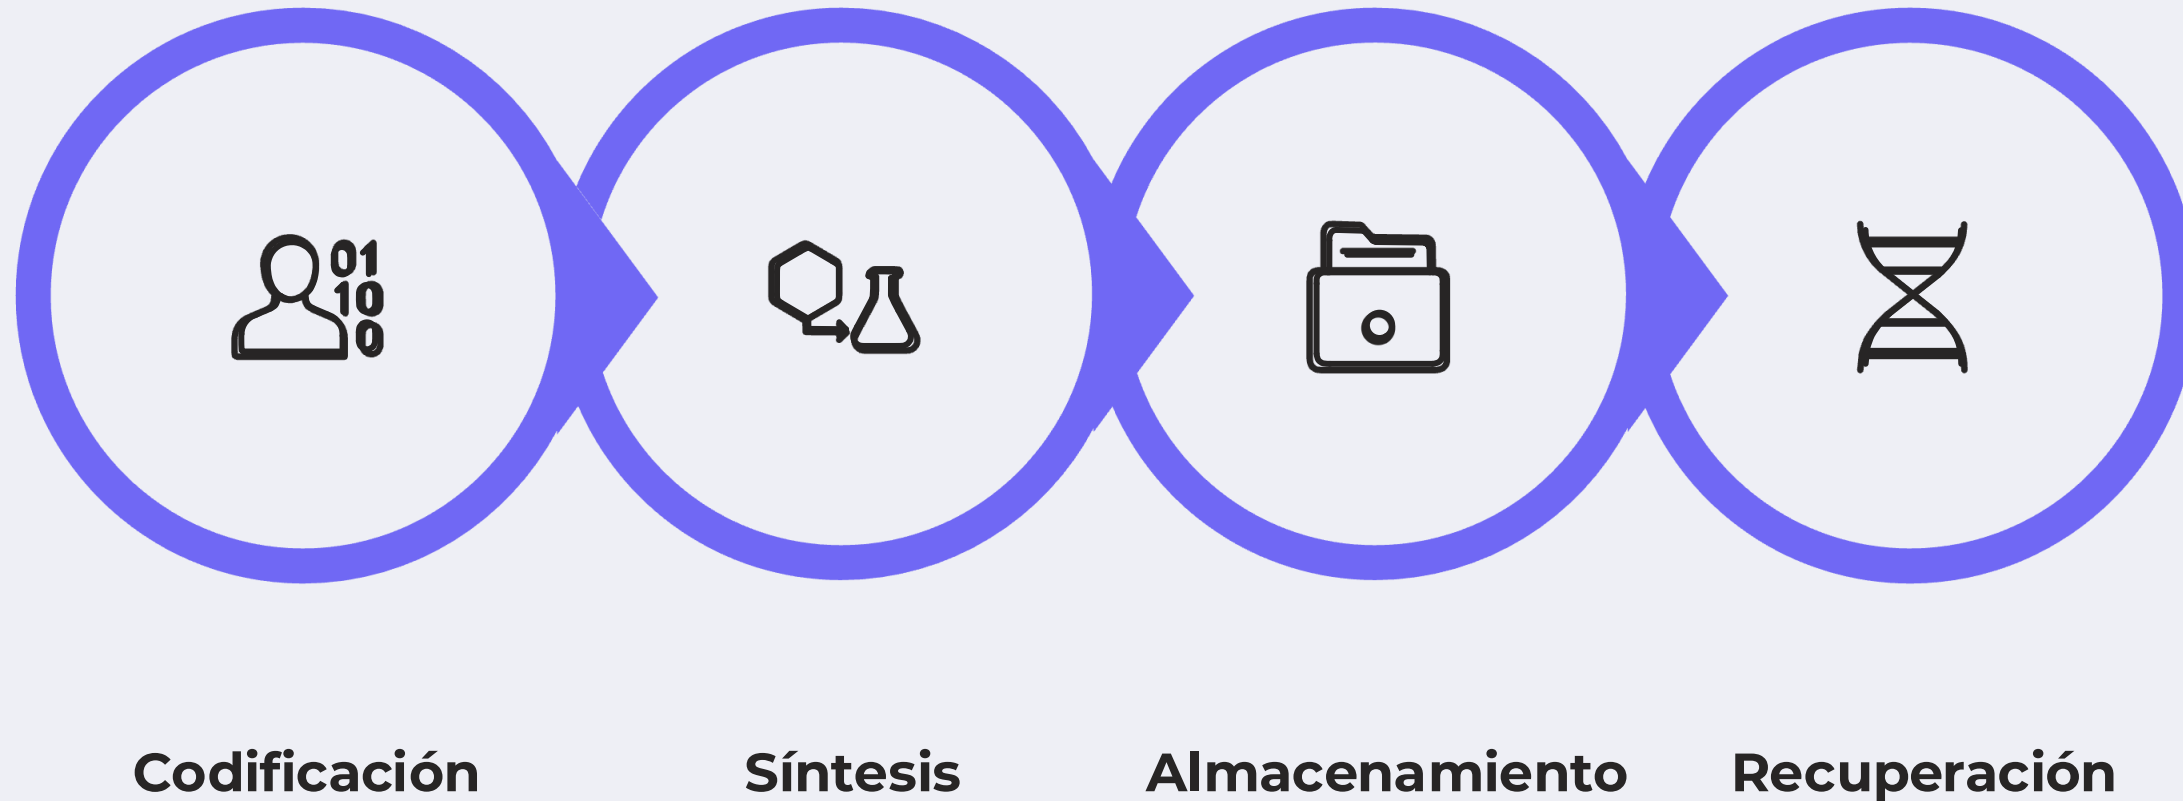 01
10
0
Codificación
Síntesis
Almacenamiento
Recuperación